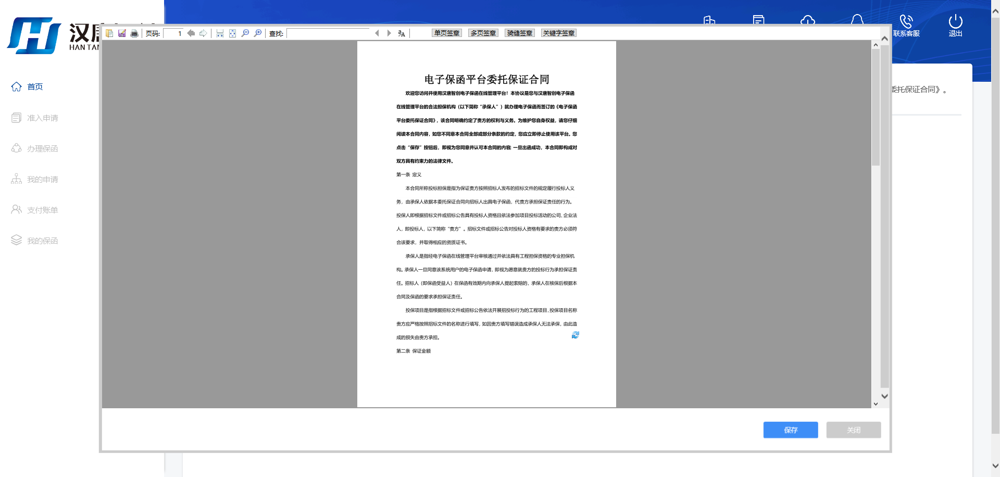 汉唐
HAN TAN
联系客服
退出
页码:
1
查找:
单页签章
多页签章
骑缝签章
关键字签章
首页
准入申请
办理保函
我的申请
支付账单
我的保函
委托保证合同》。
电子保函平台委托保证合同
欢迎您访问并使用汉唐智创电子保函在线管理平台！本协议是您与汉唐智创电子保函
在线管理平台的合法担保机构（以下简称“承保人”）就办理电子保函而签订的《电子保函
平台委托保证合同》，该合同明确约定了贵方的权利与义务。为维护您自身权益，请您仔细
阅读本合同内容，如您不同意本合同全部或部分条款的约定，您应立即停止使用该平台。您
点击“保存”按钮后，即视为您同意并认可本合同的内容；一旦出函成功，本合同即构成对
双方具有约束力的法律文件。
第一条 定义
本合同所称投标担保是指为保证贵方按照招标人发布的招标文件的规定履行投标人义
务，由承保人依据本委托保证合同向招标人出具电子保函，代贵方承担保证责任的行为。
投保人即根据招标文件或招标公告具有投标人资格且依法参加项目投标活动的公司、企业法
人，即投标人，以下简称“贵方”。招标文件或招标公告对投标人资格有要求的贵方必须符
合该要求，并取得相应的资质证书。
承保人是指经电子保函在线管理平台审核通过并依法具有工程担保资格的专业担保机
构。承保人一旦同意该系统用户的电子保函申请，即视为愿意就贵方的投标行为承担保证责
任。招标人（即保函受益人）在保函有效期内向承保人提起索赔的，承保人在核保后根据本
合同及保函的要求承担保证责任。
投保项目是指根据招标文件或招标公告依法开展招投标行为的工程项目，投保项目名称
贵方应严格按照招标文件的名称进行填写，如因贵方填写错误造成承保人无法承保，由此造
成的损失由贵方承担。
第二条 保证金额
保存
关闭